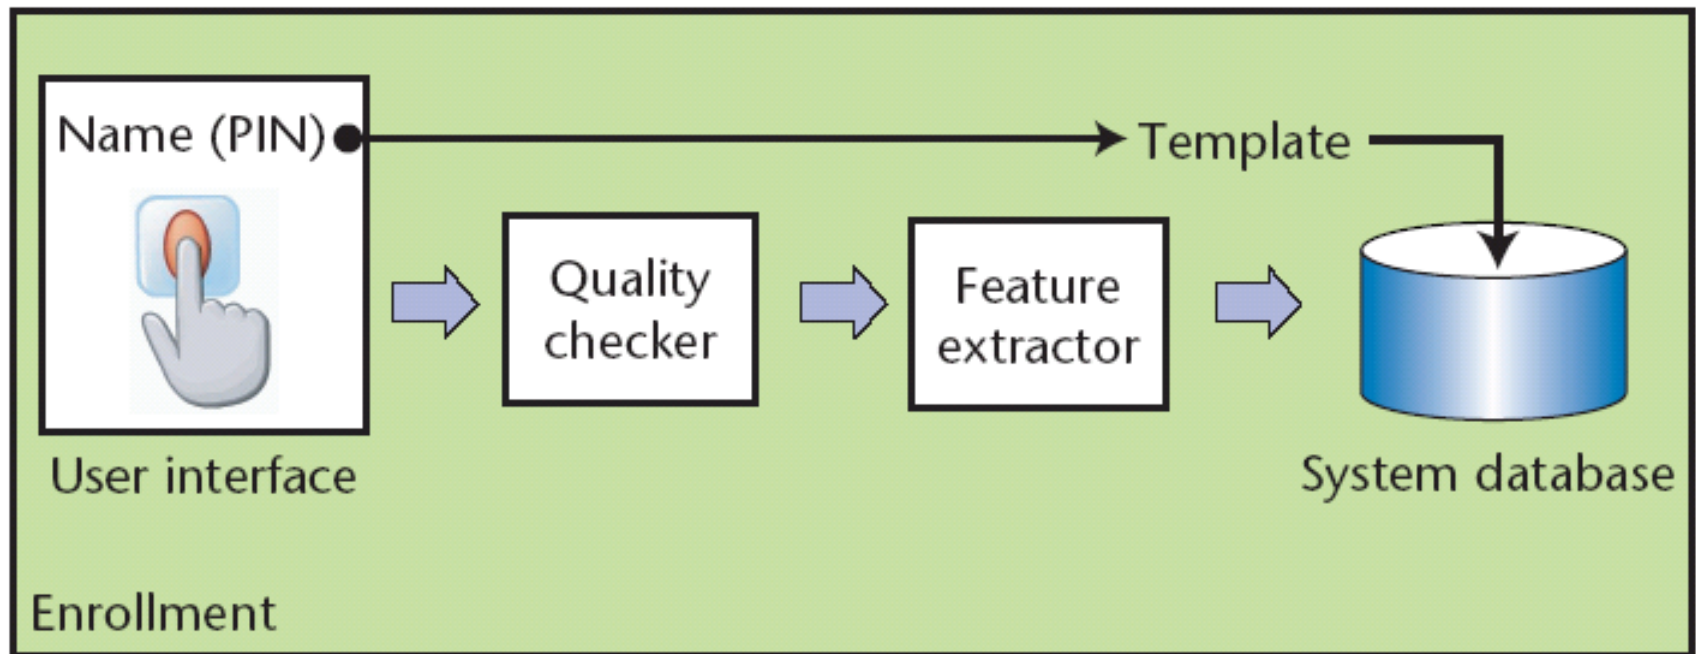 Name (PIN)
Template
Quality
checker
Feature
extractor
User interface
System database
Enrollment